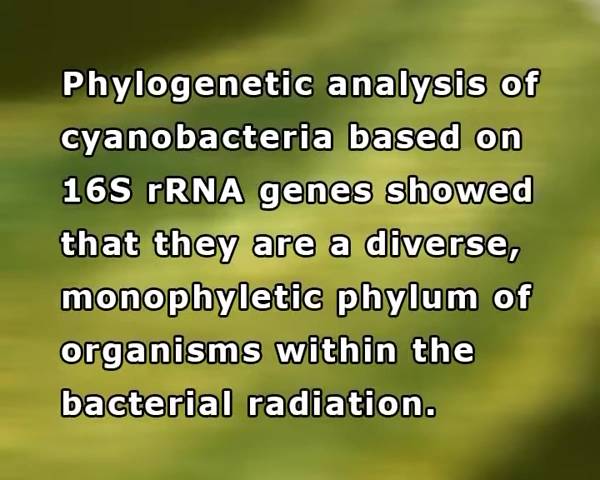 Phylogenetic analysis of
cyanobacteria based on
16S rRNA genes showed
that they are a diverse,
monophyletic phylum of
organisms within the
bacterial radiation.